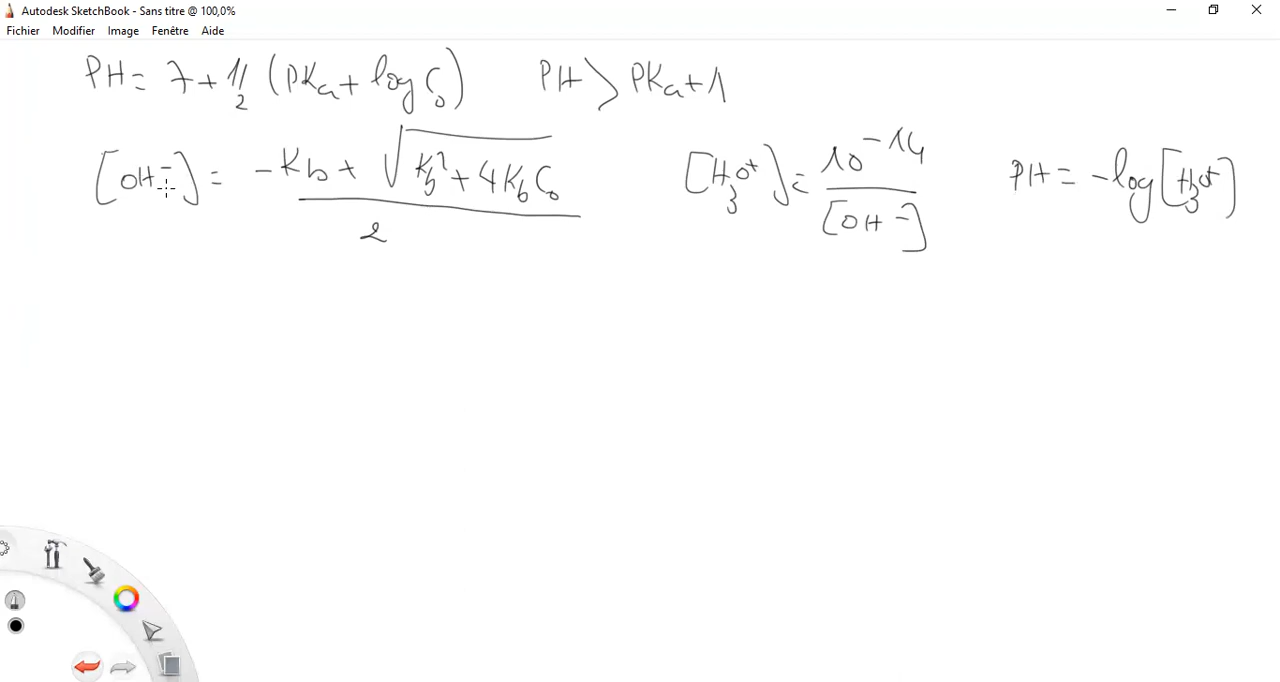 Autodesk SketchBook - Sans titre @ 100,0%
Fichier Modifier Image Fenêtre Aide
PH = 7 + 1/2 (PKa + log C0) PH > PKa + 1
[OH-] = (-Kb + √(Kb² + 4KbC0)) / 2 [H3O+] = 10^-14 / [OH-] PH = -log[H3O+]